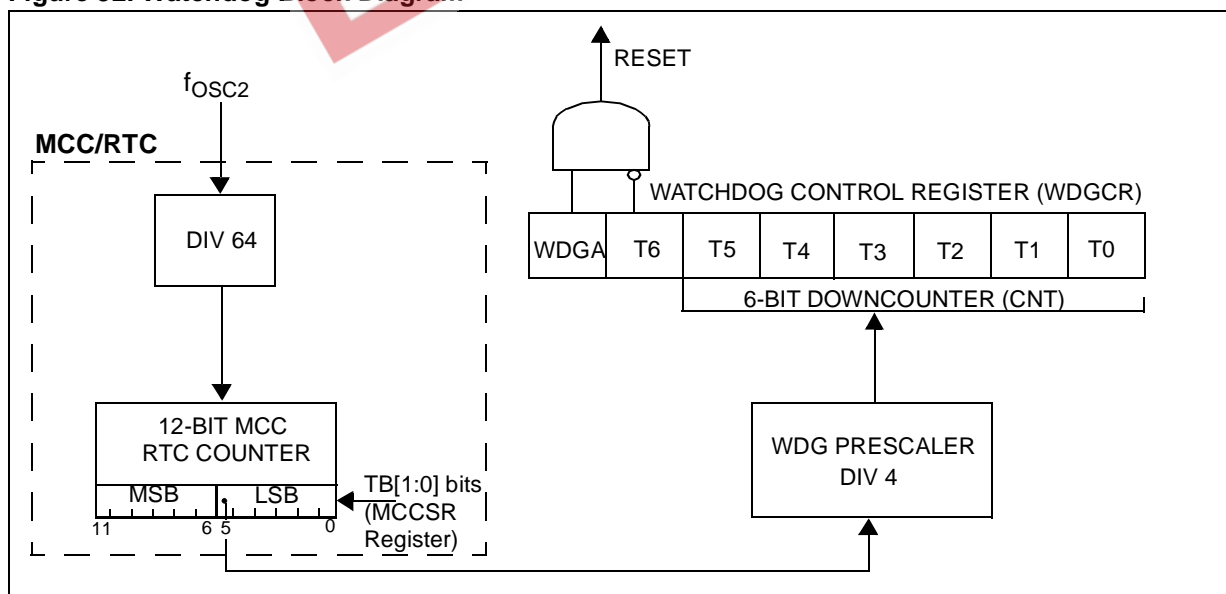 RESET
fOSC2
MCC/RTC
WATCHDOG CONTROL REGISTER (WDGCR)
DIV 64
WDGA T6 T5 T4 T3 T2 T1 T0
6-BIT DOWNCOUNTER (CNT)
12-BIT MCC
RTC COUNTER
WDG PRESCALER
DIV 4
MSB LSB
TB[1:0] bits
(MCCSR
Register)
11 6 5 0